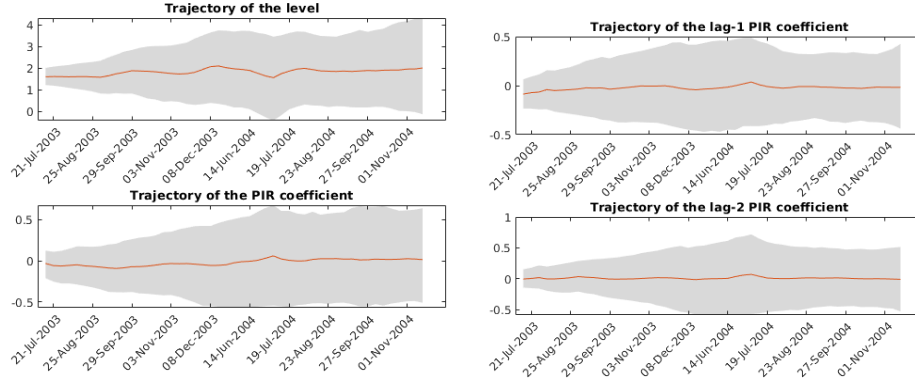 Trajectory of the level
4
3
2
1
0
21-Jul-2003
25-Aug-2003
29-Sep-2003
03-Nov-2003
08-Dec-2003
14-Jun-2004
19-Jul-2004
23-Aug-2004
27-Sep-2004
01-Nov-2004
Trajectory of the PIR coefficient
0.5
0
-0.5
21-Jul-2003
25-Aug-2003
29-Sep-2003
03-Nov-2003
08-Dec-2003
14-Jun-2004
19-Jul-2004
23-Aug-2004
27-Sep-2004
01-Nov-2004
Trajectory of the lag-1 PIR coefficient
0.5
0
-0.5
21-Jul-2003
25-Aug-2003
29-Sep-2003
03-Nov-2003
08-Dec-2003
14-Jun-2004
19-Jul-2004
23-Aug-2004
27-Sep-2004
01-Nov-2004
Trajectory of the lag-2 PIR coefficient
1
0.5
0
-0.5
21-Jul-2003
25-Aug-2003
29-Sep-2003
03-Nov-2003
08-Dec-2003
14-Jun-2004
19-Jul-2004
23-Aug-2004
27-Sep-2004
01-Nov-2004